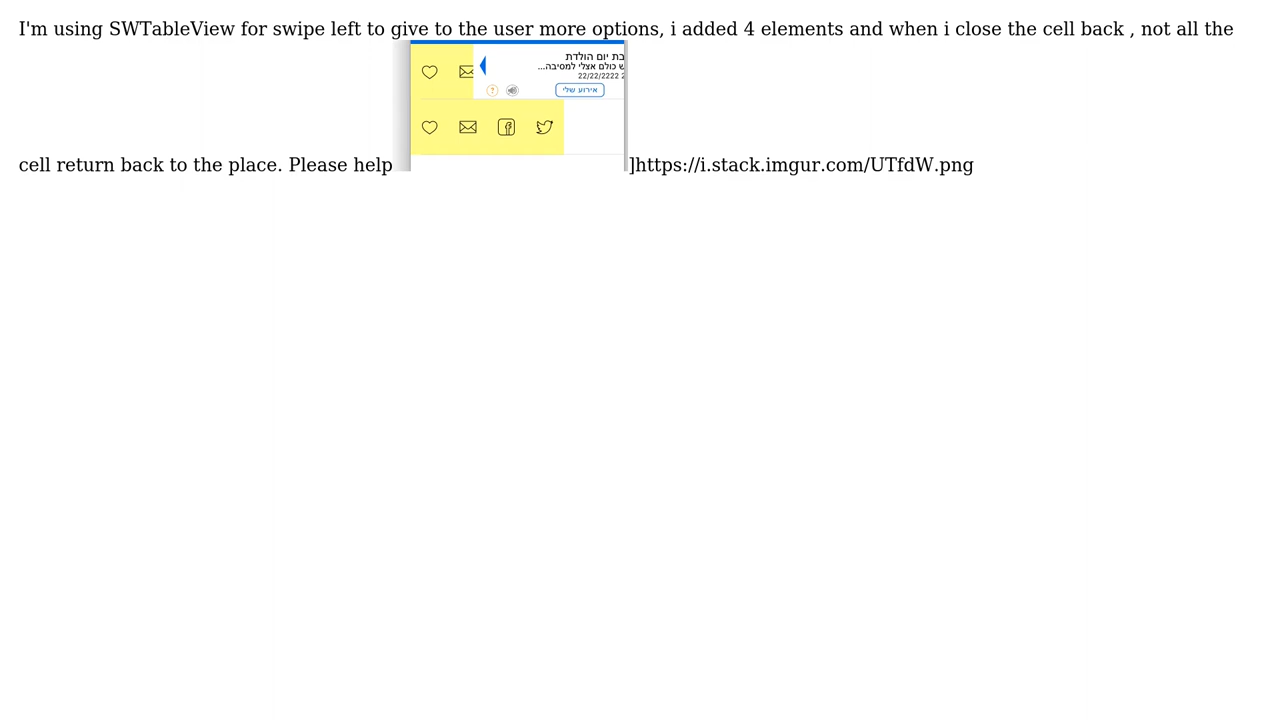 I'm using SWTableView for swipe left to give to the user more options, i added 4 elements and when i close the cell back , not all the
בת יום הולדת
ש כולם אצלי למסיבה...
22/22/2222 2
אירוע שלי
cell return back to the place. Please help ]https://i.stack.imgur.com/UTfdW.png